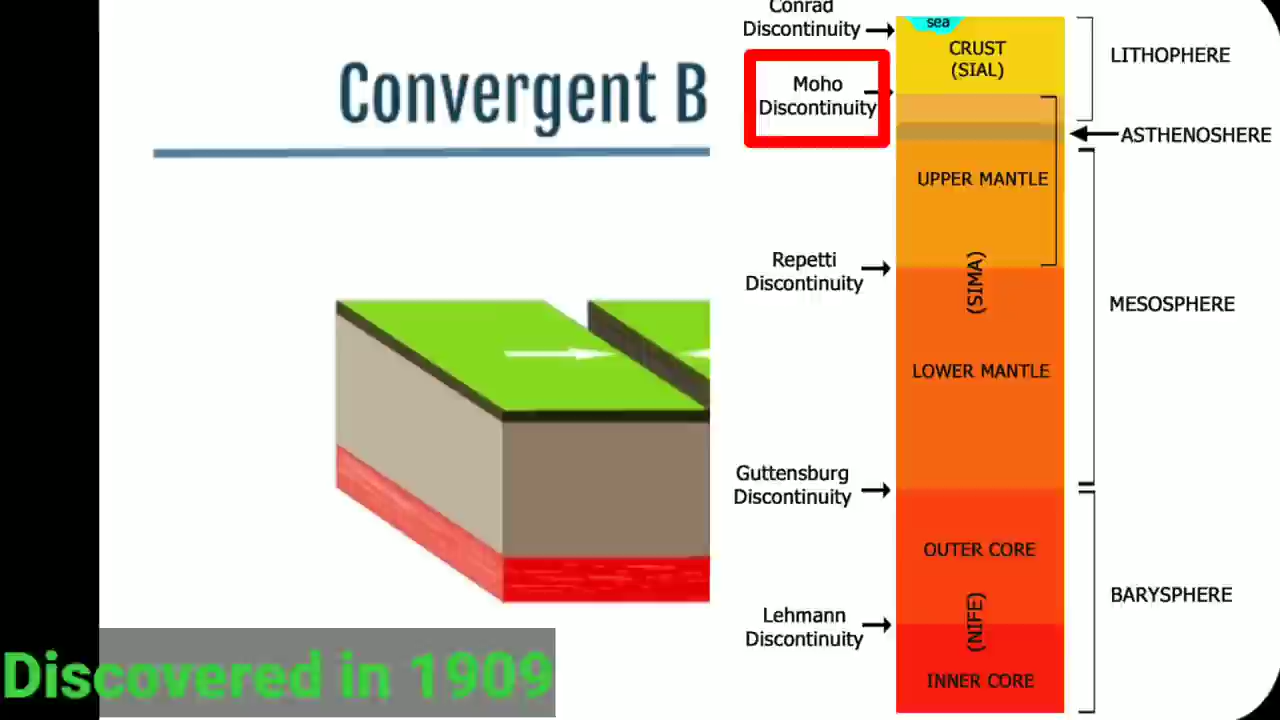 Convergent B
Conrad
Discontinuity
Moho
Discontinuity
Repetti
Discontinuity
Guttensburg
Discontinuity
Lehmann
Discontinuity
sea
CRUST
(SIAL)
UPPER MANTLE
(SIMA)
LOWER MANTLE
OUTER CORE
(NIFE)
INNER CORE
LITHOPHERE
ASTHENOSHERE
MESOSPHERE
BARYSPHERE
Discovered in 1909